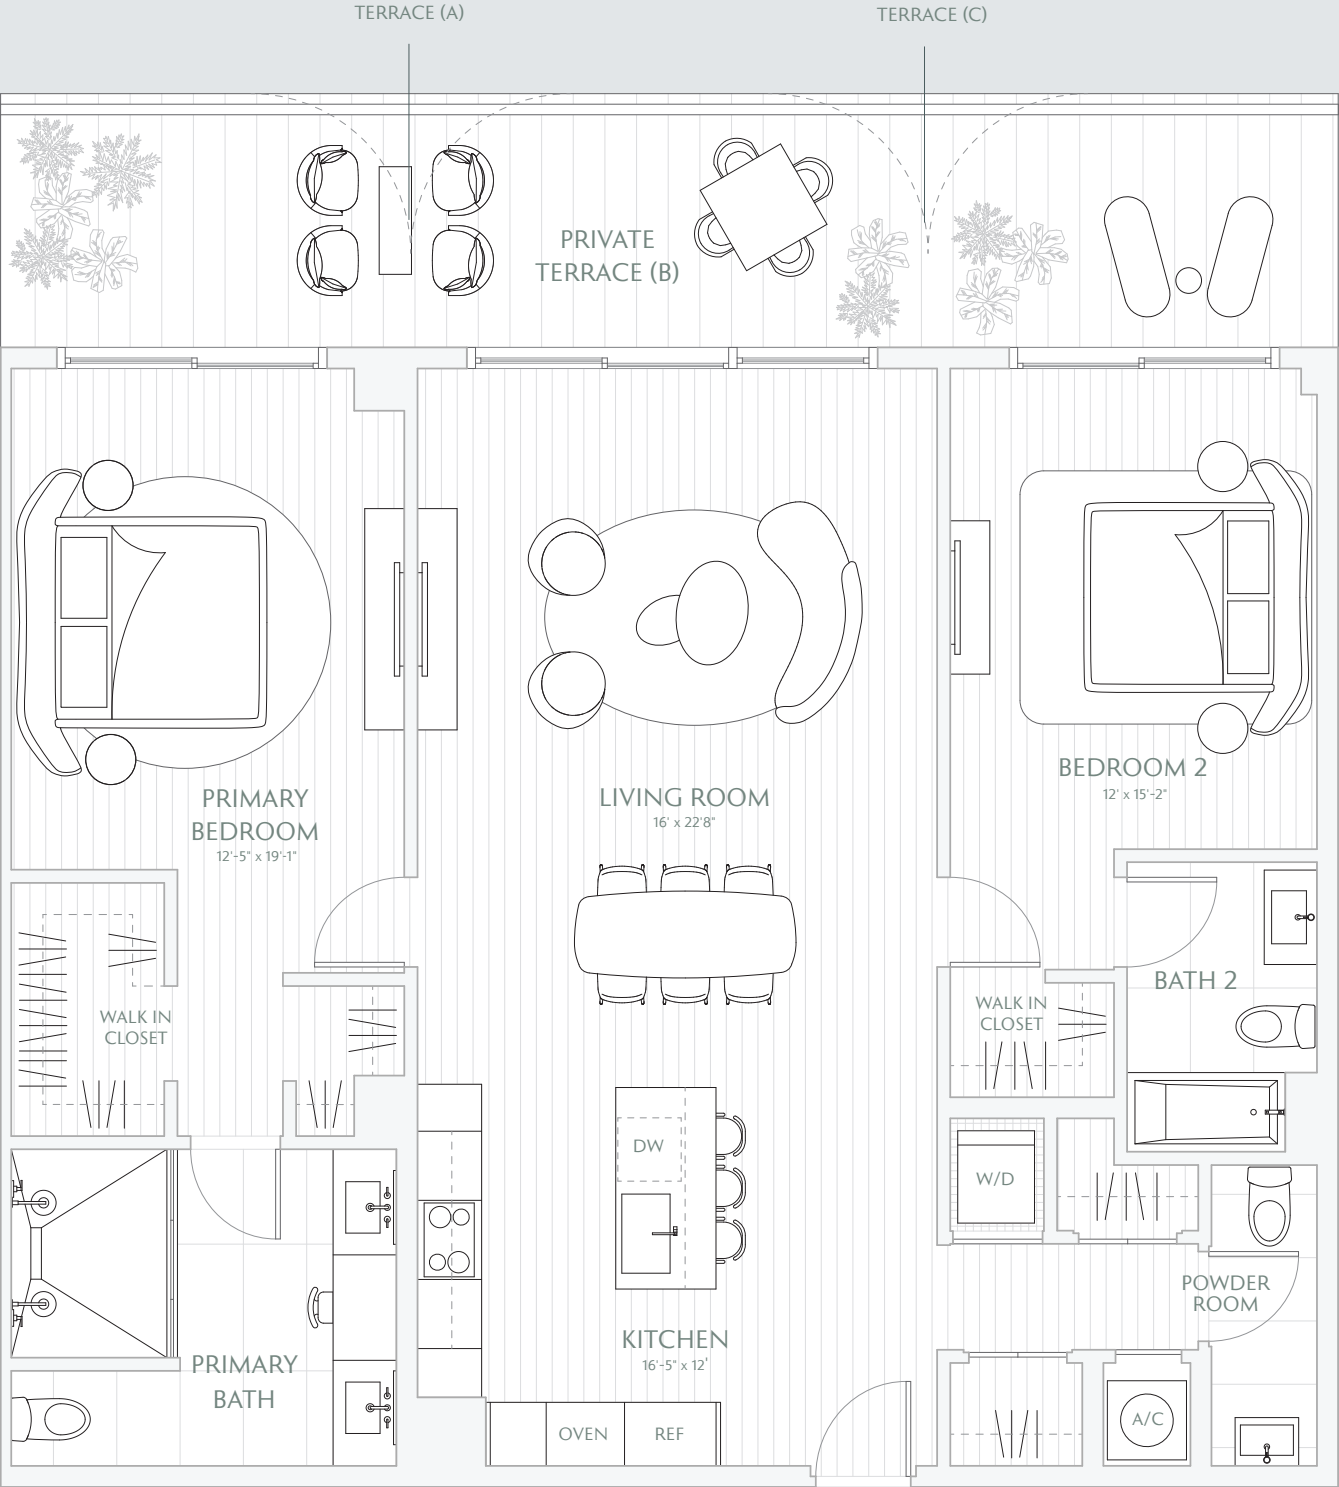 TERRACE (A)
TERRACE (C)
PRIVATE
TERRACE (B)
PRIMARY
BEDROOM
12'-5" x 19'-1"
LIVING ROOM
16' x 22'8"
BEDROOM 2
12' x 15'-2"
WALK IN
CLOSET
WALK IN
CLOSET
BATH 2
DW
W/D
PRIMARY
BATH
KITCHEN
16'-5" x 12'
POWDER
ROOM
OVEN
REF
A/C